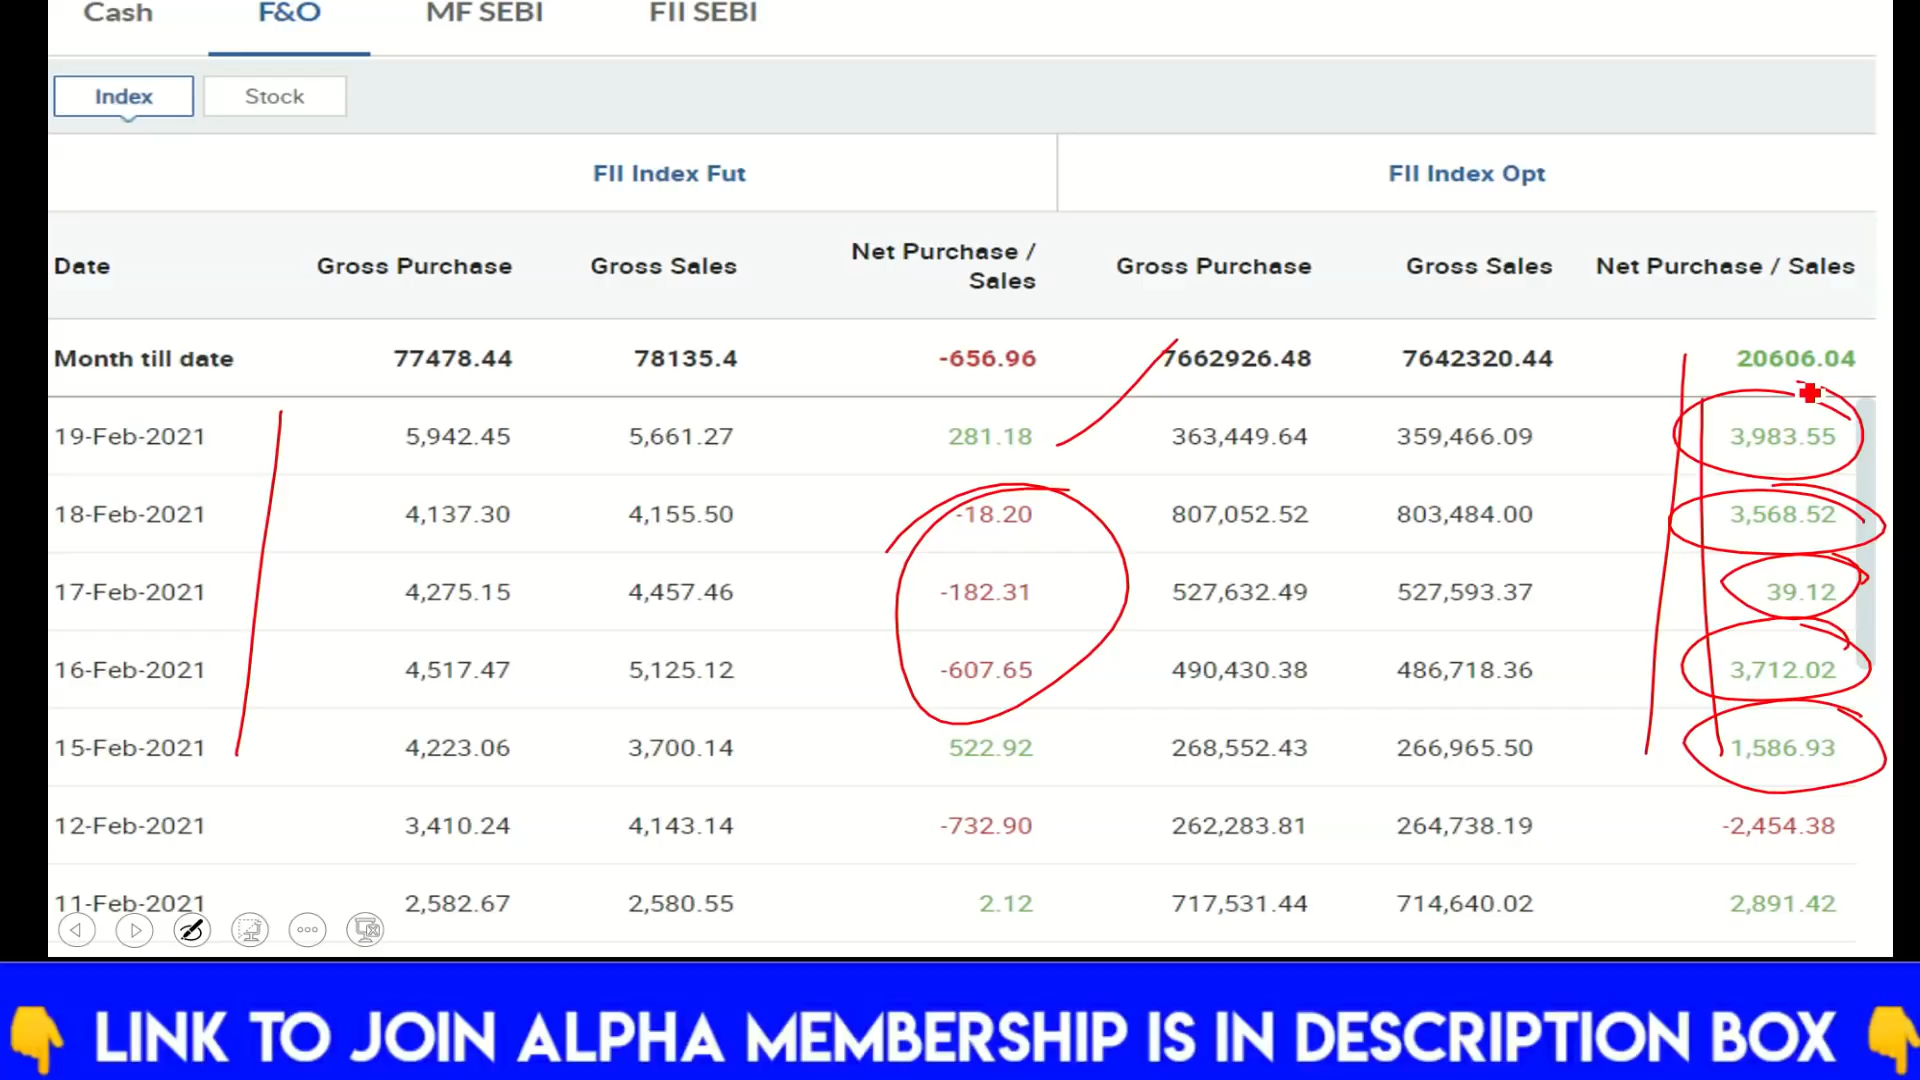 Cash F&O MF SEBI FII SEBI
Index Stock
FII Index Fut FII Index Opt
Date Gross Purchase Gross Sales Net Purchase / Sales Gross Purchase Gross Sales Net Purchase / Sales
Month till date 77478.44 78135.4 -656.96 7662926.48 7642320.44 20606.04
19-Feb-2021 5,942.45 5,661.27 281.18 363,449.64 359,466.09 3,983.55
18-Feb-2021 4,137.30 4,155.50 -18.20 807,052.52 803,484.00 3,568.52
17-Feb-2021 4,275.15 4,457.46 -182.31 527,632.49 527,593.37 39.12
16-Feb-2021 4,517.47 5,125.12 -607.65 490,430.38 486,718.36 3,712.02
15-Feb-2021 4,223.06 3,700.14 522.92 268,552.43 266,965.50 1,586.93
12-Feb-2021 3,410.24 4,143.14 -732.90 262,283.81 264,738.19 -2,454.38
11-Feb-2021 2,582.67 2,580.55 2.12 717,531.44 714,640.02 2,891.42
LINK TO JOIN ALPHA MEMBERSHIP IS IN DESCRIPTION BOX